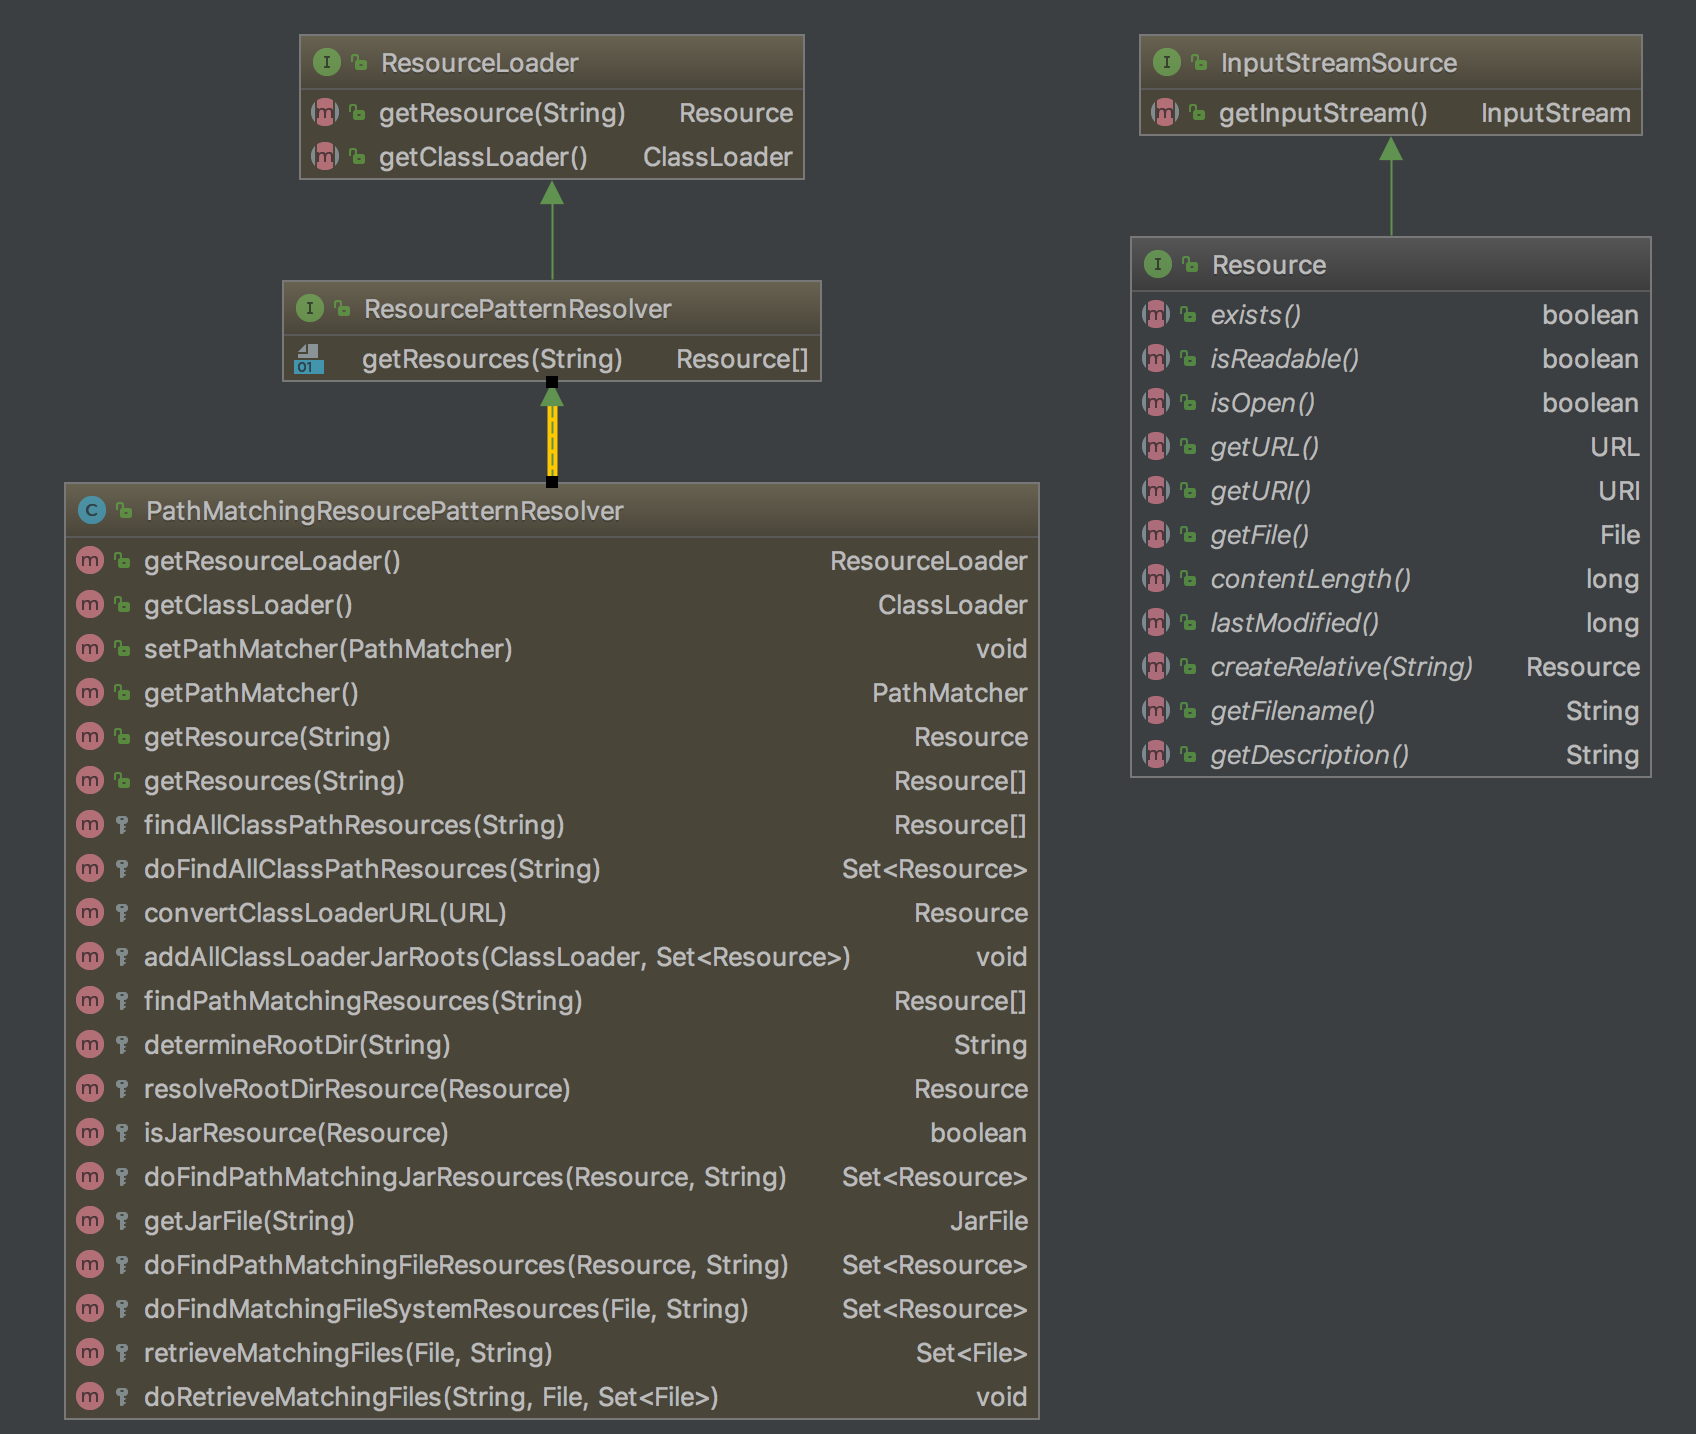 ResourceLoader
getResource(String) Resource
getClassLoader() ClassLoader
ResourcePatternResolver
getResources(String) Resource[]
PathMatchingResourcePatternResolver
getResourceLoader() ResourceLoader
getClassLoader() ClassLoader
setPathMatcher(PathMatcher) void
getPathMatcher() PathMatcher
getResource(String) Resource
getResources(String) Resource[]
findAllClassPathResources(String) Resource[]
doFindAllClassPathResources(String) Set<Resource>
convertClassLoaderURL(URL) Resource
addAllClassLoaderJarRoots(ClassLoader, Set<Resource>) void
findPathMatchingResources(String) Resource[]
determineRootDir(String) String
resolveRootDirResource(Resource) Resource
isJarResource(Resource) boolean
doFindPathMatchingJarResources(Resource, String) Set<Resource>
getJarFile(String) JarFile
doFindPathMatchingFileResources(Resource, String) Set<Resource>
doFindMatchingFileSystemResources(File, String) Set<Resource>
retrieveMatchingFiles(File, String) Set<File>
doRetrieveMatchingFiles(String, File, Set<File>) void
InputStreamSource
getInputStream() InputStream
Resource
exists() boolean
isReadable() boolean
isOpen() boolean
getURL() URL
getURI() URI
getFile() File
contentLength() long
lastModified() long
createRelative(String) Resource
getFilename() String
getDescription() String